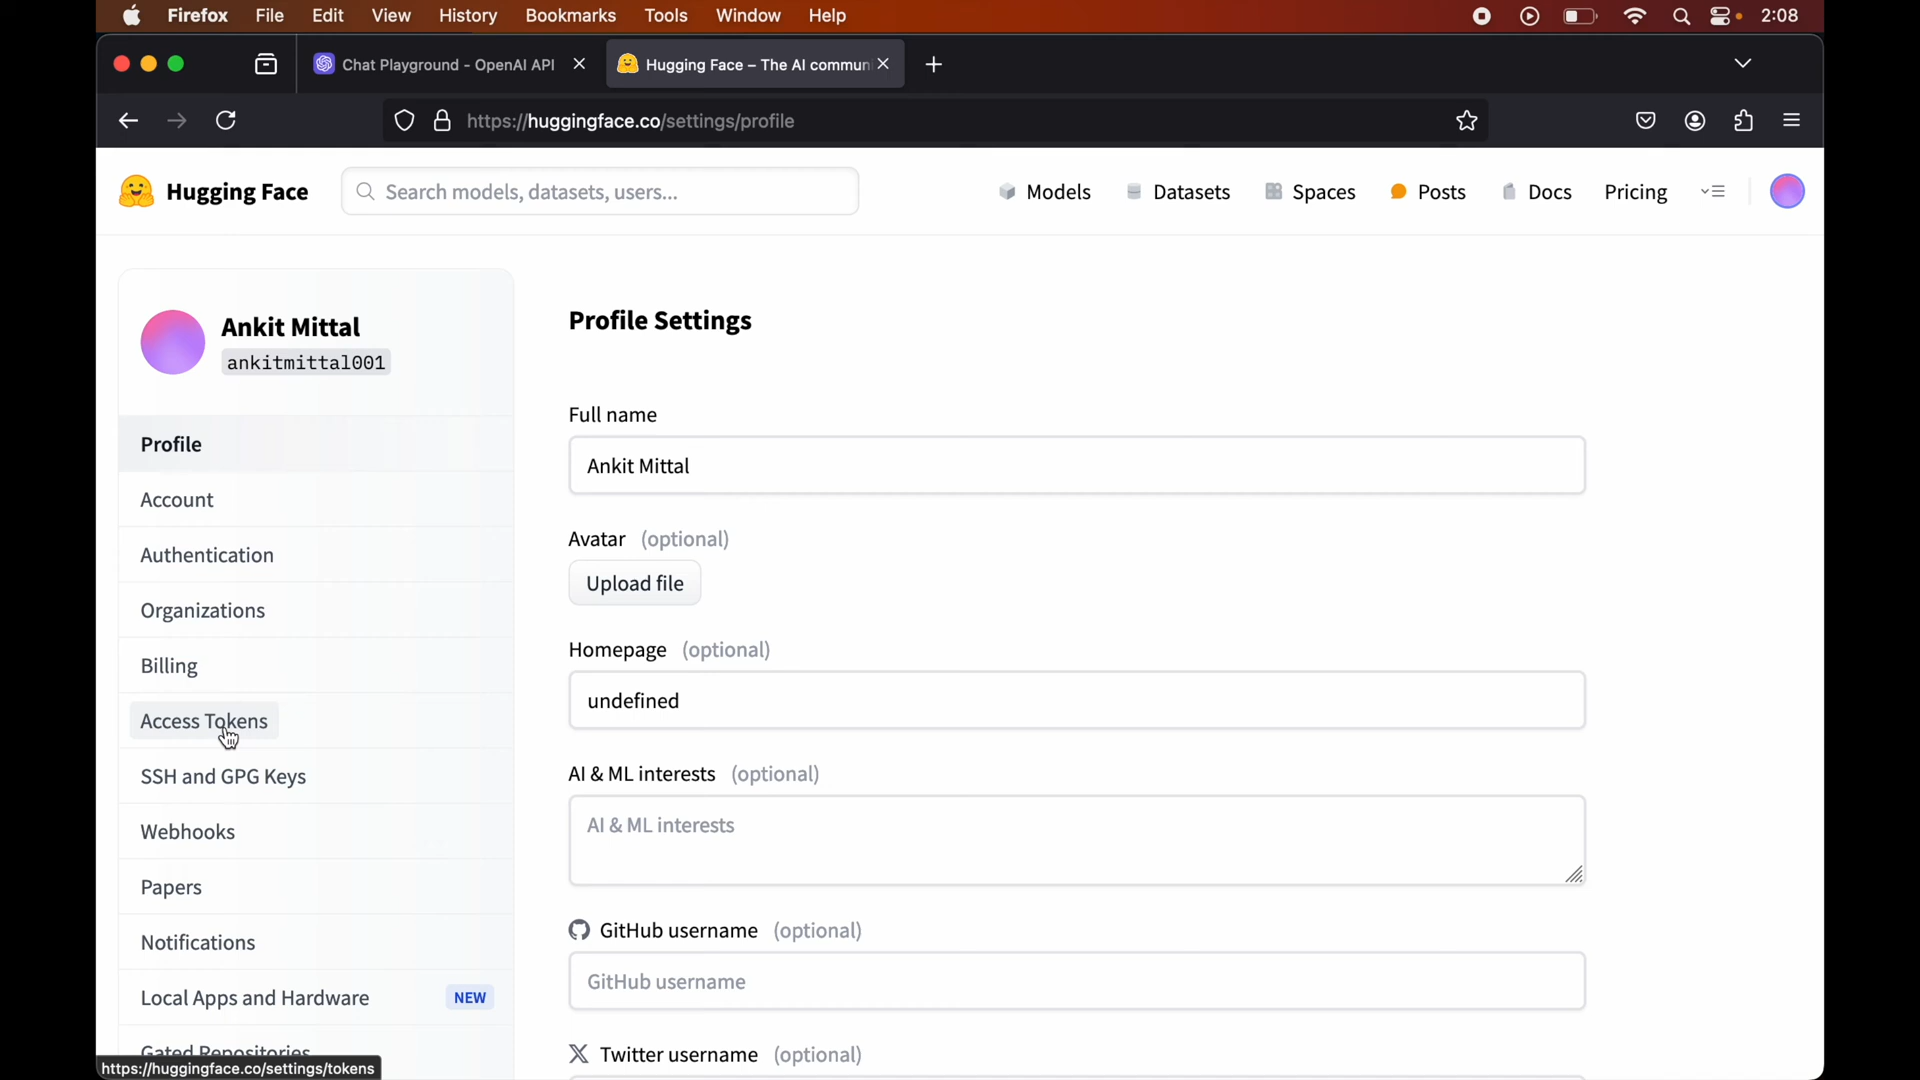 Firefox File Edit View History Bookmarks Tools Window Help 2:08
Chat Playground - OpenAI API Hugging Face – The AI commun
https://huggingface.co/settings/profile
Hugging Face Search models, datasets, users... Models Datasets Spaces Posts Docs Pricing
Ankit Mittal
ankitmittal001
Profile
Account
Authentication
Organizations
Billing
Access Tokens
SSH and GPG Keys
Webhooks
Papers
Notifications
Local Apps and Hardware NEW
Gated Repositories
https://huggingface.co/settings/tokens
Profile Settings
Full name
Ankit Mittal
Avatar (optional)
Upload file
Homepage (optional)
undefined
AI & ML interests (optional)
AI & ML interests
GitHub username (optional)
GitHub username
Twitter username (optional)